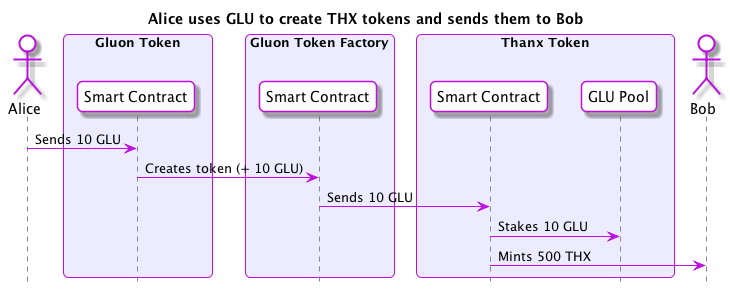 Alice uses GLU to create THX tokens and sends them to Bob
Gluon Token
Gluon Token Factory
Thanx Token
Alice
Smart Contract
Smart Contract
Smart Contract
GLU Pool
Bob
Sends 10 GLU
Creates token (+ 10 GLU)
Sends 10 GLU
Stakes 10 GLU
Mints 500 THX